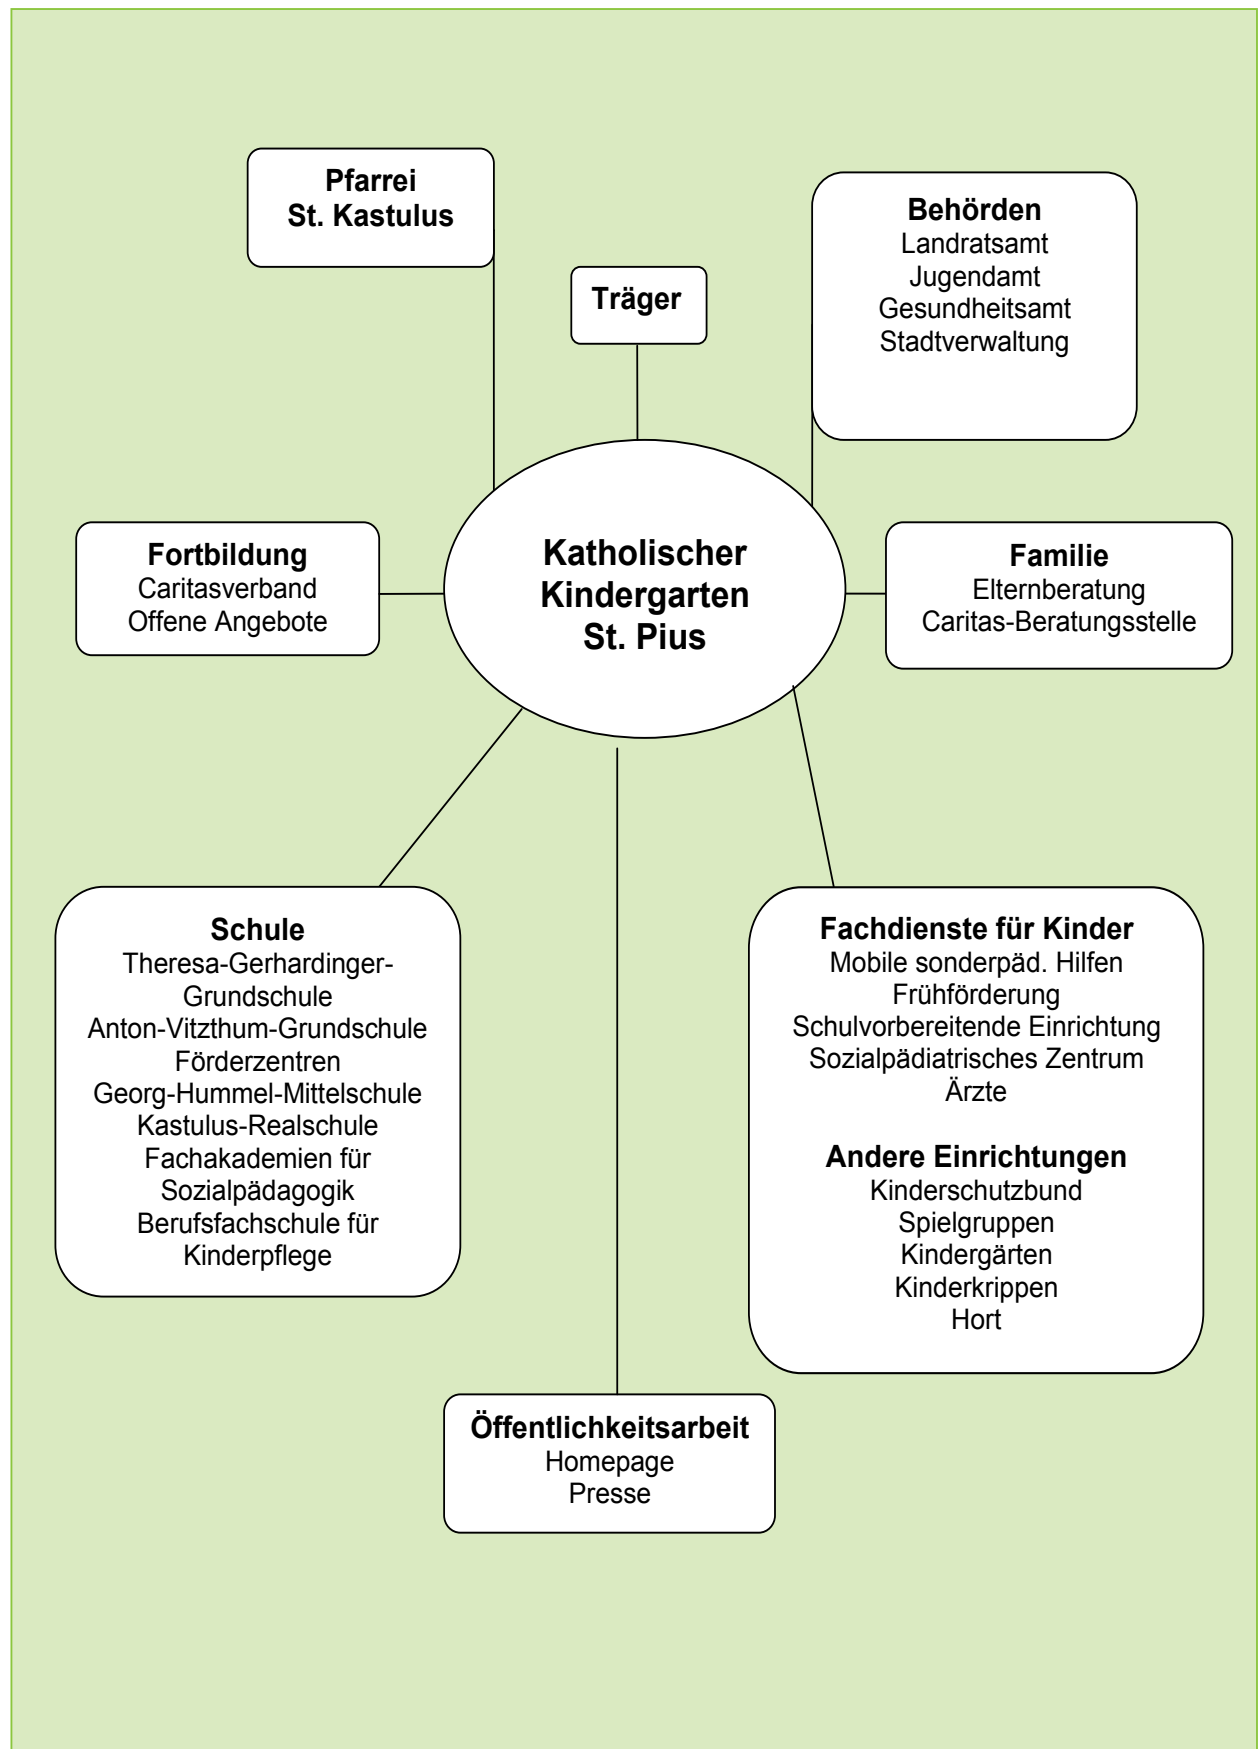 Pfarrei
St. Kastulus
Behörden
Landratsamt
Jugendamt
Gesundheitsamt
Stadtverwaltung
Träger
Fortbildung
Caritasverband
Offene Angebote
Katholischer
Kindergarten
St. Pius
Familie
Elternberatung
Caritas-Beratungsstelle
Schule
Theresa-Gerhardinger-
Grundschule
Anton-Vitzthum-Grundschule
Förderzentren
Georg-Hummel-Mittelschule
Kastulus-Realschule
Fachakademien für
Sozialpädagogik
Berufsfachschule für
Kinderpflege
Fachdienste für Kinder
Mobile sonderpäd. Hilfen
Frühförderung
Schulvorbereitende Einrichtung
Sozialpädiatrisches Zentrum
Ärzte
Andere Einrichtungen
Kinderschutzbund
Spielgruppen
Kindergärten
Kinderkrippen
Hort
Öffentlichkeitsarbeit
Homepage
Presse